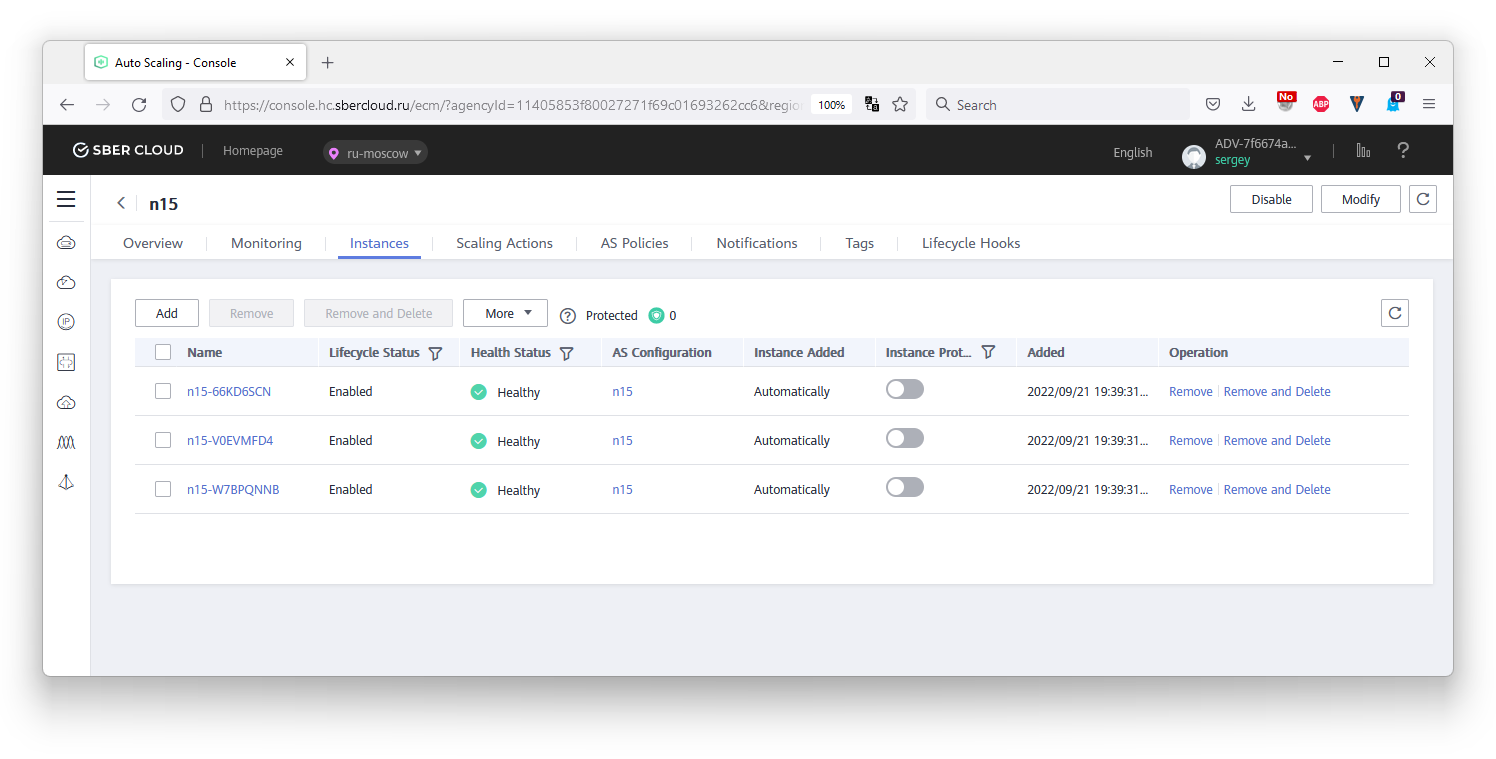 Auto Scaling - Console
https://console.hc.sbercloud.ru/ecm/?agencyId=11405853f80027271f69c01693262cc6&region 100% Search No ABP 0
SBER CLOUD Homepage ru-moscow English ADV-7f6674a...
sergey
n15 Disable Modify
Overview Monitoring Instances Scaling Actions AS Policies Notifications Tags Lifecycle Hooks
Add Remove Remove and Delete More Protected 0
Name Lifecycle Status Health Status AS Configuration Instance Added Instance Prot... Added Operation
n15-66KD6SCN Enabled Healthy n15 Automatically 2022/09/21 19:39:31... Remove Remove and Delete
n15-V0EVMFD4 Enabled Healthy n15 Automatically 2022/09/21 19:39:31... Remove Remove and Delete
n15-W7BPQNNB Enabled Healthy n15 Automatically 2022/09/21 19:39:31... Remove Remove and Delete
IP